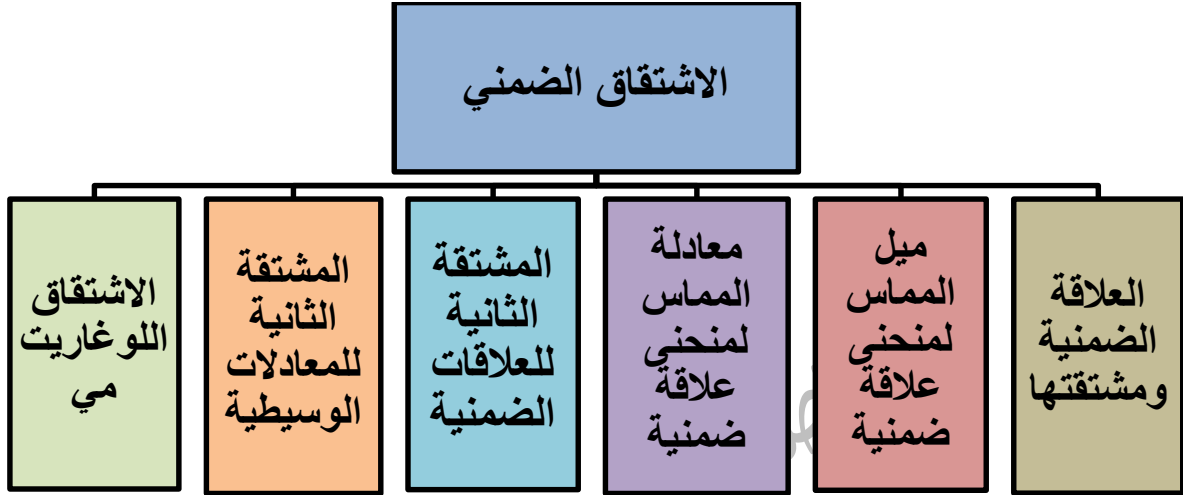 الاشتقاق الضمني
العلاقة
الضمنية
ومشتقتها
ميل
المماس
لمنحنى
علاقة
ضمنية
معادلة
المماس
لمنحنى
علاقة
ضمنية
المشتقة
الثانية
للعلاقات
الضمنية
المشتقة
الثانية
للمعادلات
الوسيطية
الاشتقاق
اللوغاريت
مي